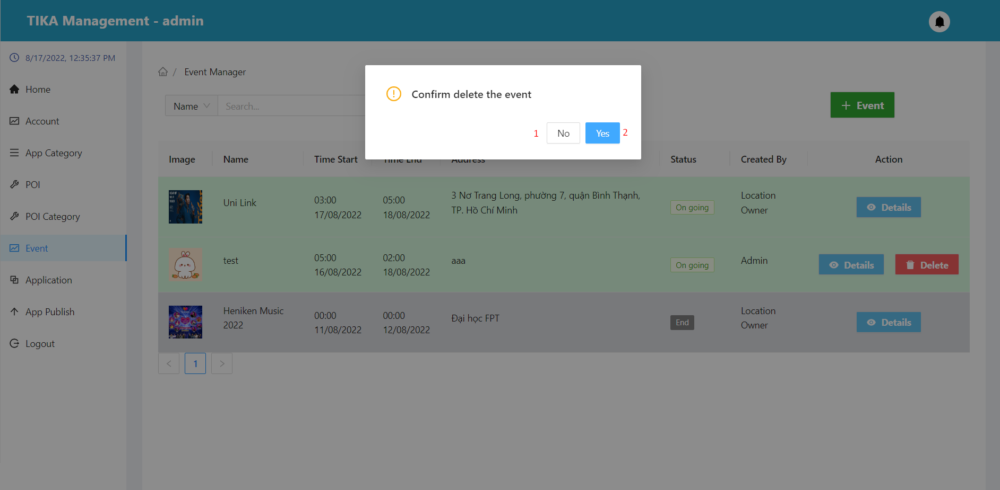 TIKA Management - admin
8/17/2022, 12:35:37 PM
Home
Account
App Category
POI
POI Category
Event
Application
App Publish
Logout
/ Event Manager
Name Search...
+ Event
Confirm delete the event
1 No Yes 2
Image Name Time Start Time End Address Status Created By Action
Uni Link
03:00
17/08/2022
05:00
18/08/2022
3 Nơ Trang Long, phường 7, quận Bình Thạnh,
TP. Hồ Chí Minh
On going
Location
Owner
Details
test
05:00
16/08/2022
02:00
18/08/2022
aaa
On going
Admin
Details
Delete
Heniken Music
2022
00:00
11/08/2022
00:00
12/08/2022
Đại học FPT
End
Location
Owner
Details
< 1 >